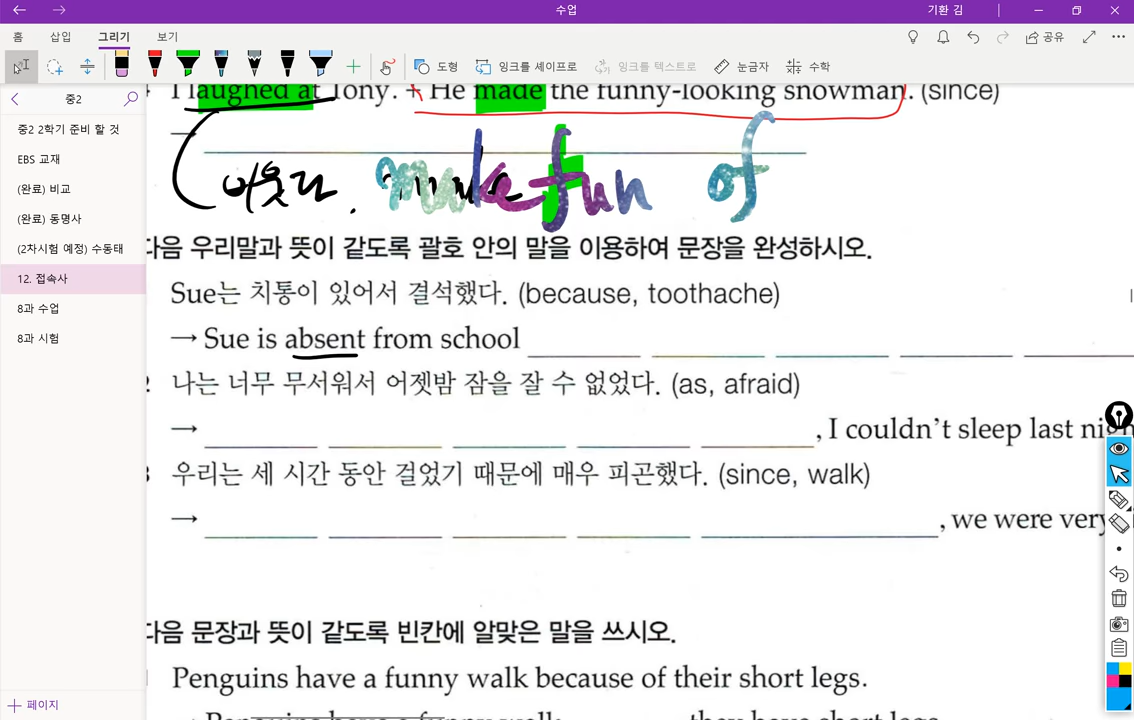 수업
기환 김
홈 삽입 그리기 보기
도형 잉크를 셰이프로 잉크를 텍스트로 눈금자 수학 공유
중2
중2 2학기 준비 할 것
EBS 교재
(완료) 비교
(완료) 동명사
(2차시험 예정) 수동태
12. 접속사
8과 수업
8과 시험
페이지
I laughed at Tony. + He made the funny-looking snowman. (since)
→
비웃다. make fun of
다음 우리말과 뜻이 같도록 괄호 안의 말을 이용하여 문장을 완성하시오.
Sue는 치통이 있어서 결석했다. (because, toothache)
→ Sue is absent from school
2 나는 너무 무서워서 어젯밤 잠을 잘 수 없었다. (as, afraid)
→ , I couldn't sleep last nigh
3 우리는 세 시간 동안 걸었기 때문에 매우 피곤했다. (since, walk)
→ , we were very
다음 문장과 뜻이 같도록 빈칸에 알맞은 말을 쓰시오.
Penguins have a funny walk because of their short legs.
→ Penguins have a funny walk they have short legs